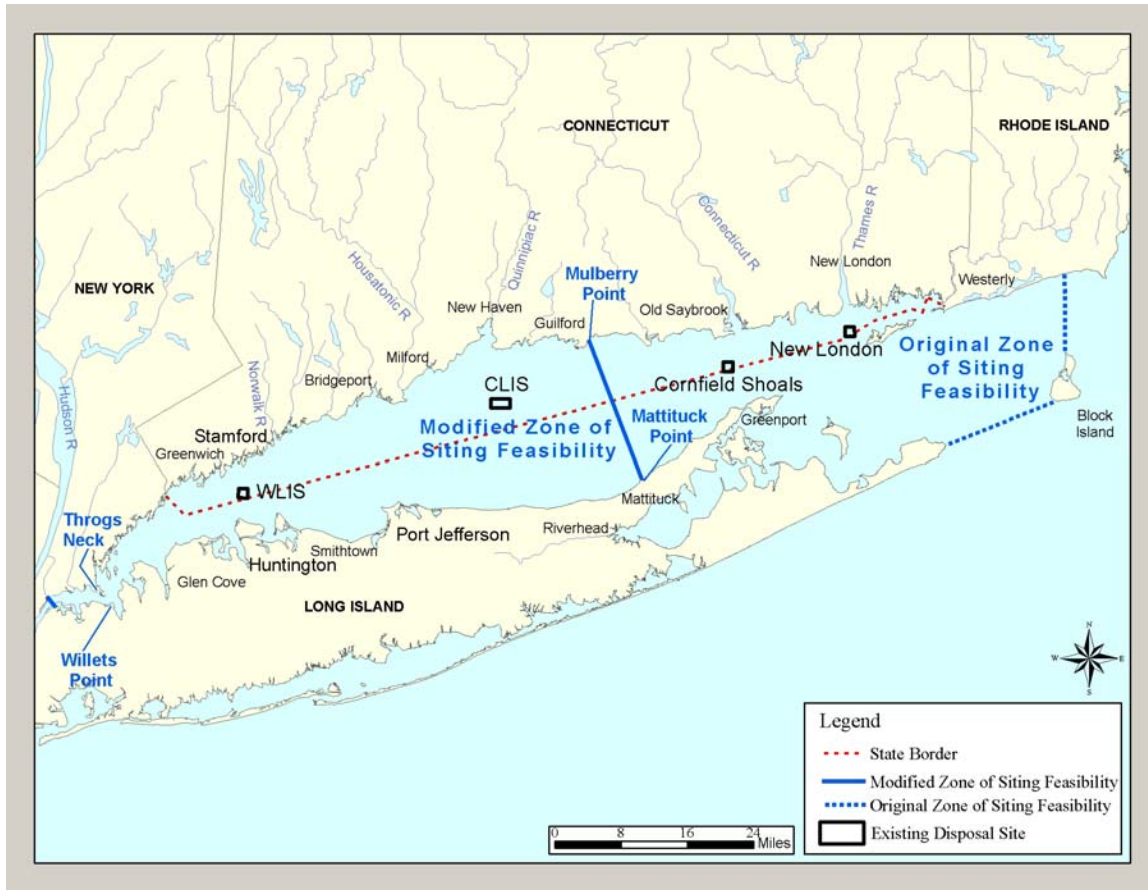 CONNECTICUT
RHODE ISLAND
NEW YORK
Hudson R
Norwalk R
Housatonic R
Quinnipiac R
Connecticut R
Thames R
Mulberry
Point
New London
Westerly
New Haven
Guilford
Old Saybrook
Milford
Bridgeport
Stamford
Greenwich
CLIS
New London
Cornfield Shoals
Original Zone
of Siting
Feasibility
Modified Zone of
Siting Feasibility
Mattituck
Point
Greenport
Block
Island
WLIS
Mattituck
Throgs
Neck
Riverhead
Port Jefferson
Smithtown
Huntington
Glen Cove
LONG ISLAND
Willets
Point
N
W
E
S
Legend
State Border
Modified Zone of Siting Feasibility
Original Zone of Siting Feasibility
Existing Disposal Site
0 8 16 24
Miles